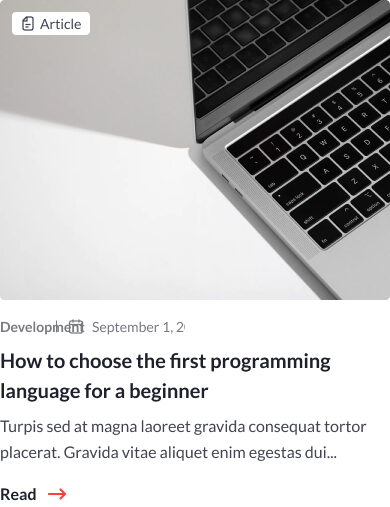 Article
Development
September 1, 2
How to choose the first programming
language for a beginner
Turpis sed at magna laoreet gravida consequat tortor
placerat. Gravida vitae aliquet enim egestas dui...
Read